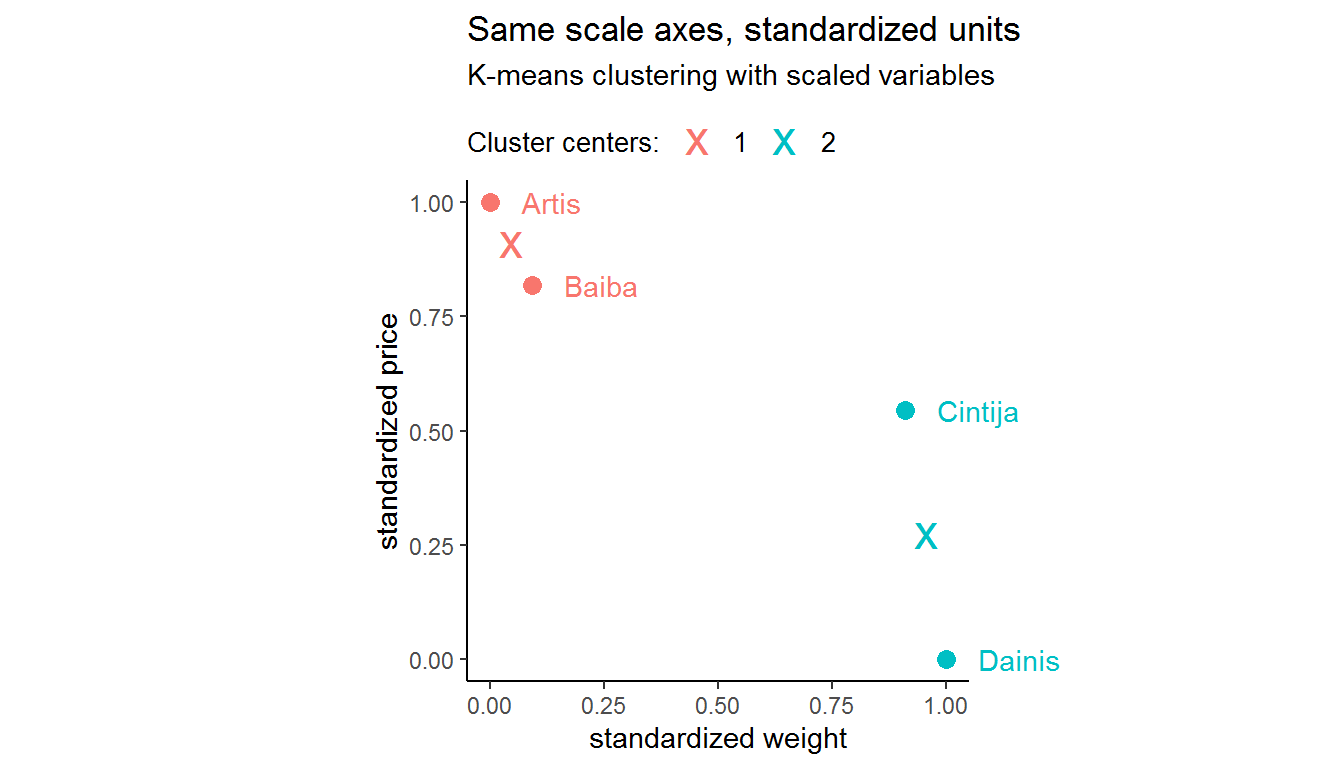 Same scale axes, standardized units
K-means clustering with scaled variables
Cluster centers: X 1 X 2
1.00
Artis
X
Baiba
0.75
standardized price
Cintija
0.50
X
0.25
0.00
Dainis
0.00 0.25 0.50 0.75 1.00
standardized weight